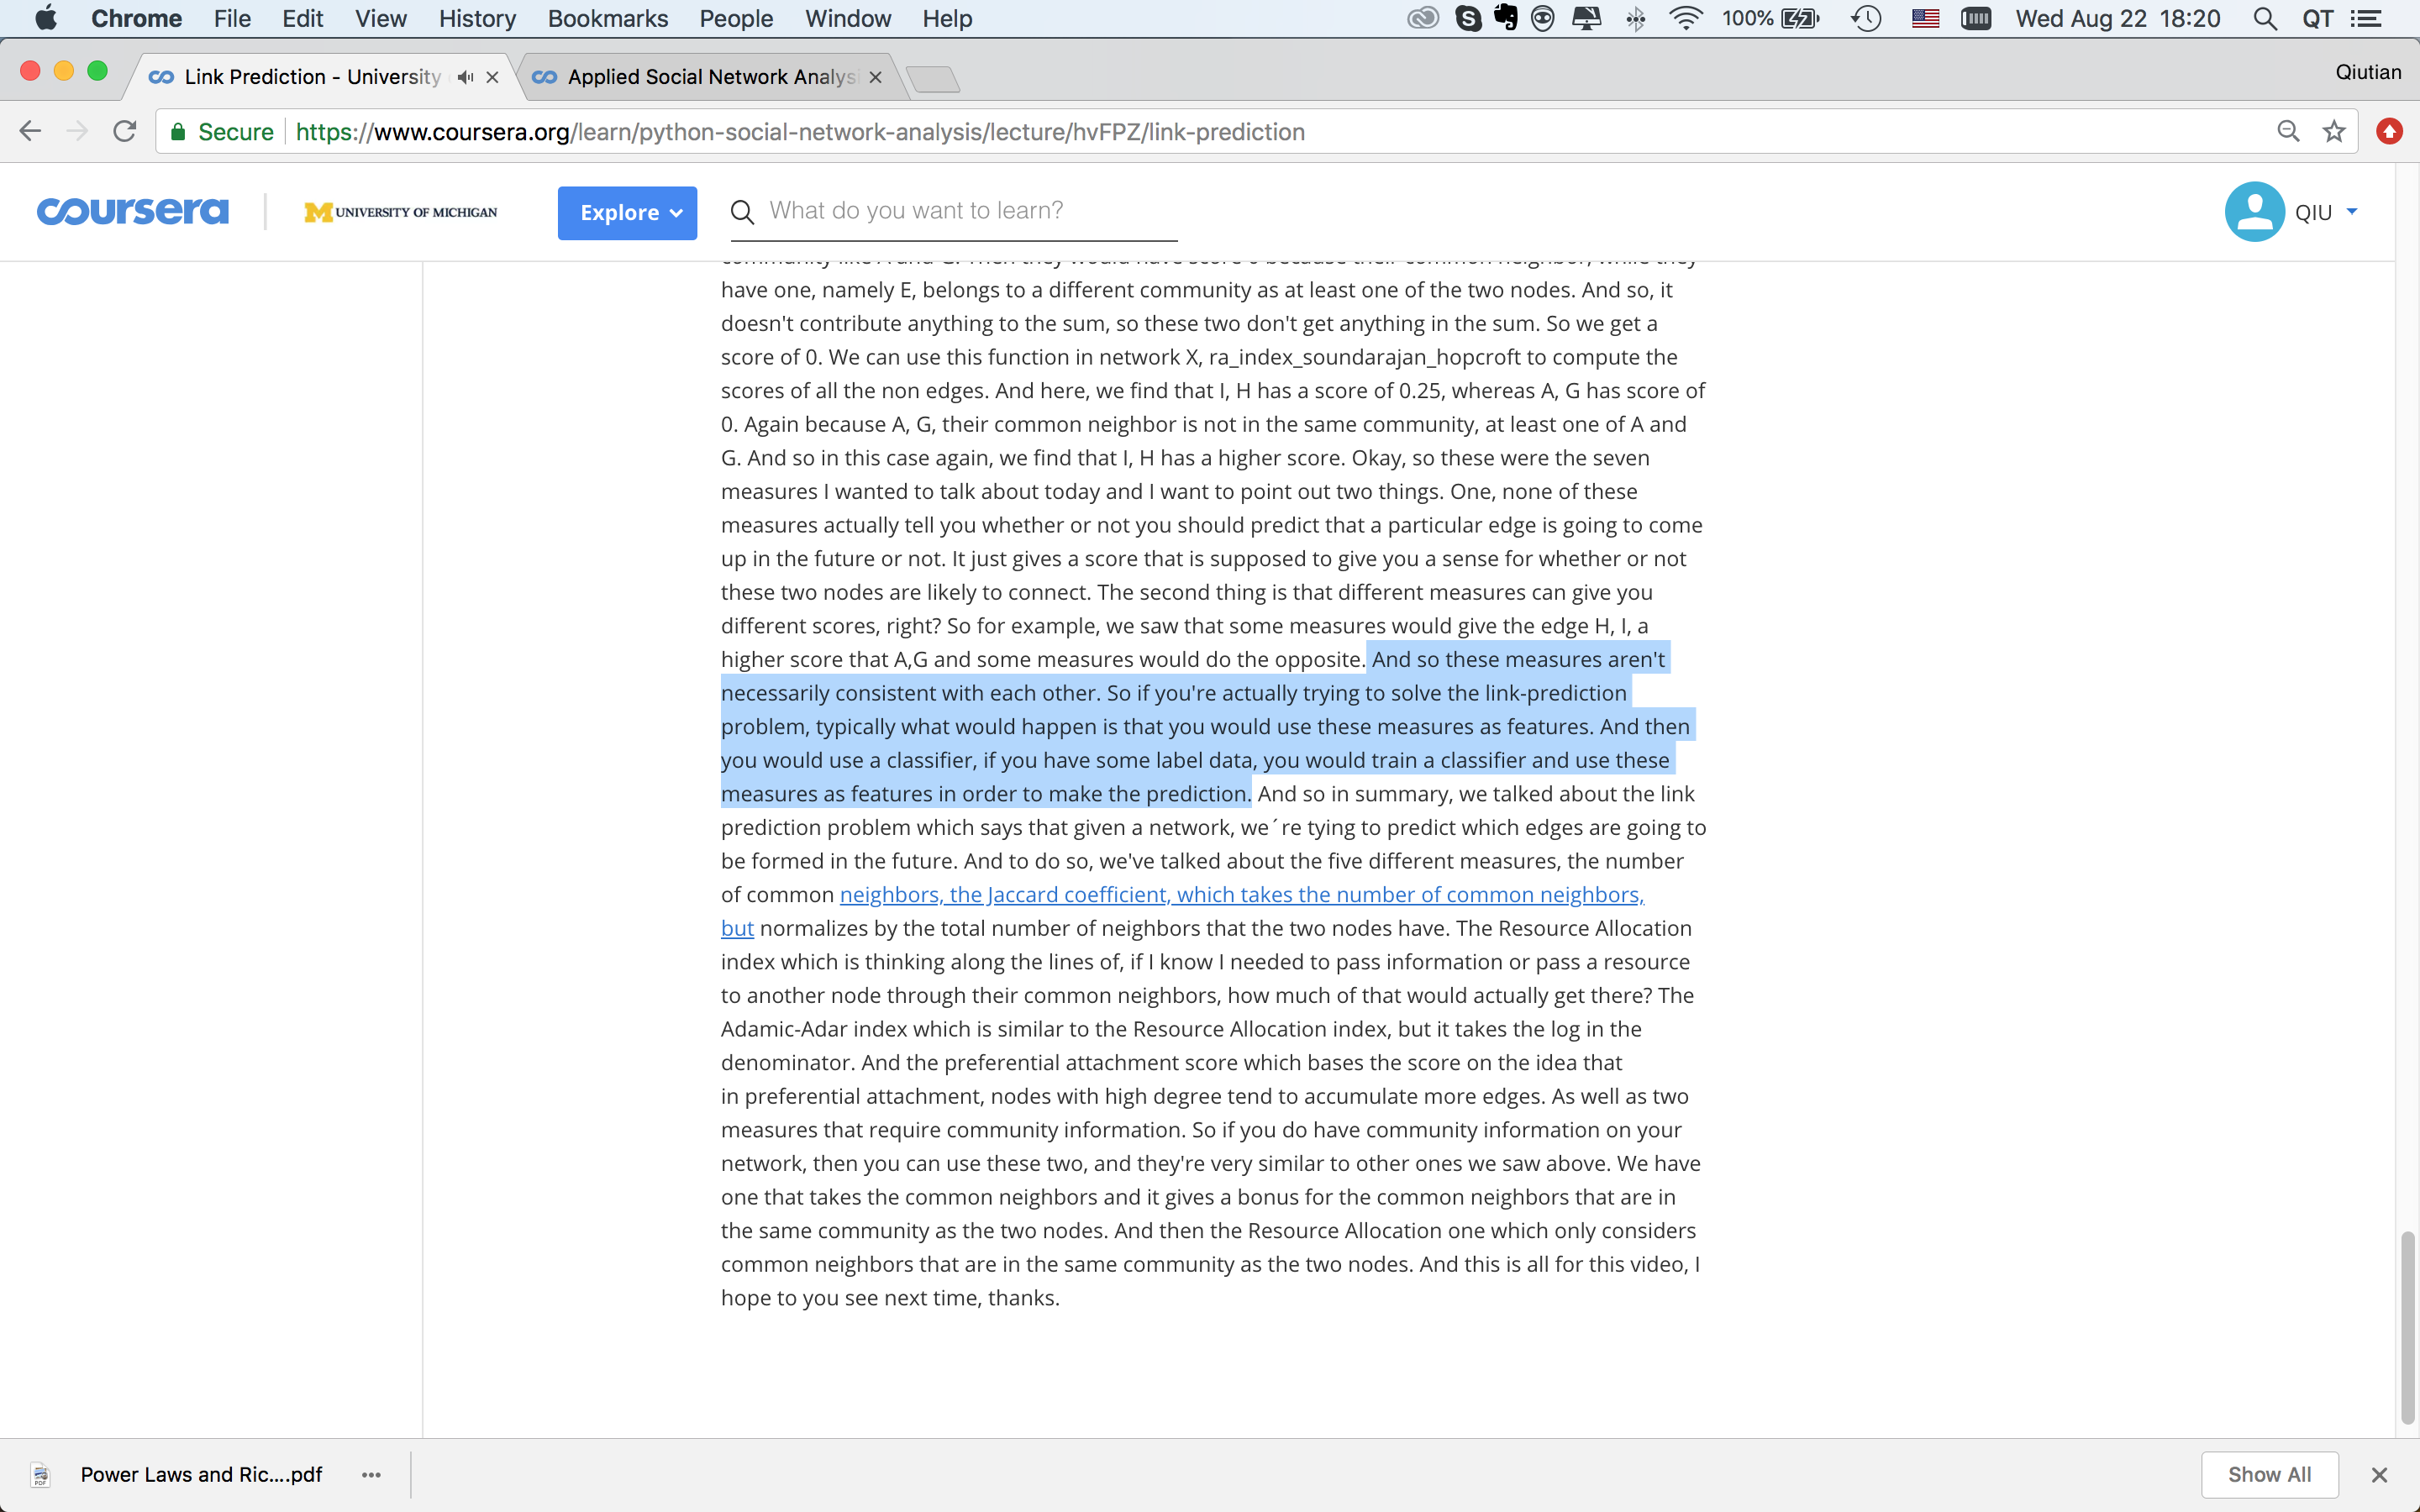 Chrome File Edit View History Bookmarks People Window Help 100% Wed Aug 22 18:20 QT
Link Prediction - University Applied Social Network Analys Qiutian
Secure https://www.coursera.org/learn/python-social-network-analysis/lecture/hvFPZ/link-prediction
coursera M UNIVERSITY OF MICHIGAN Explore What do you want to learn? QIU
have one, namely E, belongs to a different community as at least one of the two nodes. And so, it
doesn't contribute anything to the sum, so these two don't get anything in the sum. So we get a
score of 0. We can use this function in network X, ra_index_soundarajan_hopcroft to compute the
scores of all the non edges. And here, we find that I, H has a score of 0.25, whereas A, G has score of
0. Again because A, G, their common neighbor is not in the same community, at least one of A and
G. And so in this case again, we find that I, H has a higher score. Okay, so these were the seven
measures I wanted to talk about today and I want to point out two things. One, none of these
measures actually tell you whether or not you should predict that a particular edge is going to come
up in the future or not. It just gives a score that is supposed to give you a sense for whether or not
these two nodes are likely to connect. The second thing is that different measures can give you
different scores, right? So for example, we saw that some measures would give the edge H, I, a
higher score that A,G and some measures would do the opposite. And so these measures aren't
necessarily consistent with each other. So if you're actually trying to solve the link-prediction
problem, typically what would happen is that you would use these measures as features. And then
you would use a classifier, if you have some label data, you would train a classifier and use these
measures as features in order to make the prediction. And so in summary, we talked about the link
prediction problem which says that given a network, we´re tying to predict which edges are going to
be formed in the future. And to do so, we've talked about the five different measures, the number
of common neighbors, the Jaccard coefficient, which takes the number of common neighbors,
but normalizes by the total number of neighbors that the two nodes have. The Resource Allocation
index which is thinking along the lines of, if I know I needed to pass information or pass a resource
to another node through their common neighbors, how much of that would actually get there? The
Adamic-Adar index which is similar to the Resource Allocation index, but it takes the log in the
denominator. And the preferential attachment score which bases the score on the idea that
in preferential attachment, nodes with high degree tend to accumulate more edges. As well as two
measures that require community information. So if you do have community information on your
network, then you can use these two, and they're very similar to other ones we saw above. We have
one that takes the common neighbors and it gives a bonus for the common neighbors that are in
the same community as the two nodes. And then the Resource Allocation one which only considers
common neighbors that are in the same community as the two nodes. And this is all for this video, I
hope to you see next time, thanks.
Power Laws and Ric....pdf Show All